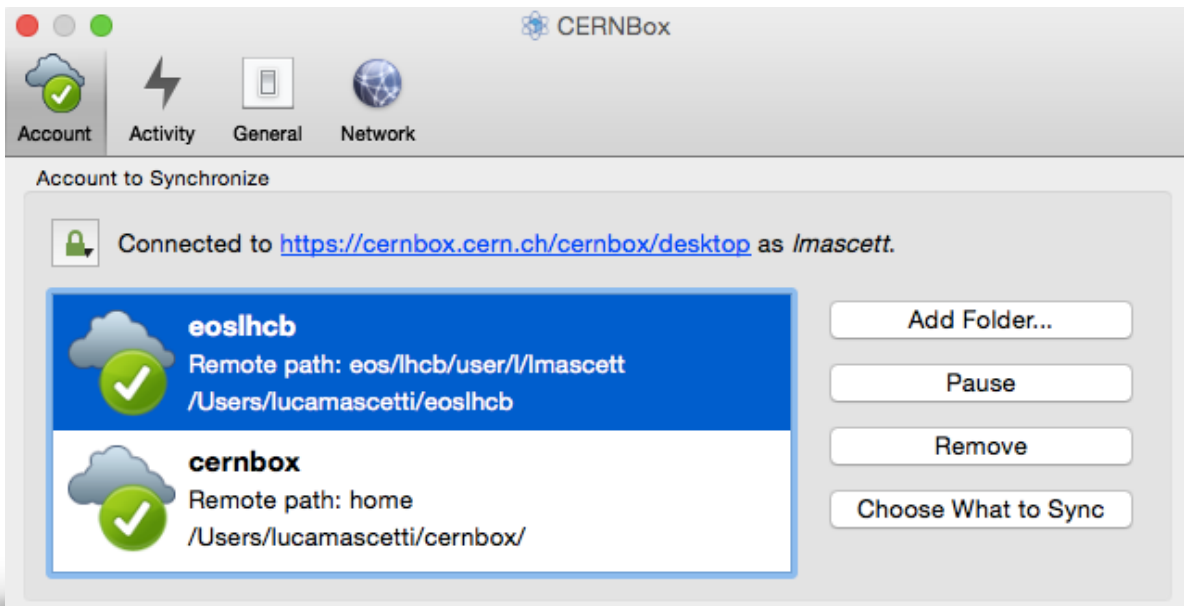 CERNBox
Account Activity General Network
Account to Synchronize
Connected to https://cernbox.cern.ch/cernbox/desktop as lmascett.
eoslhcb
Remote path: eos/lhcb/user/l/lmascett
/Users/lucamascetti/eoslhcb
cernbox
Remote path: home
/Users/lucamascetti/cernbox/
Add Folder...
Pause
Remove
Choose What to Sync